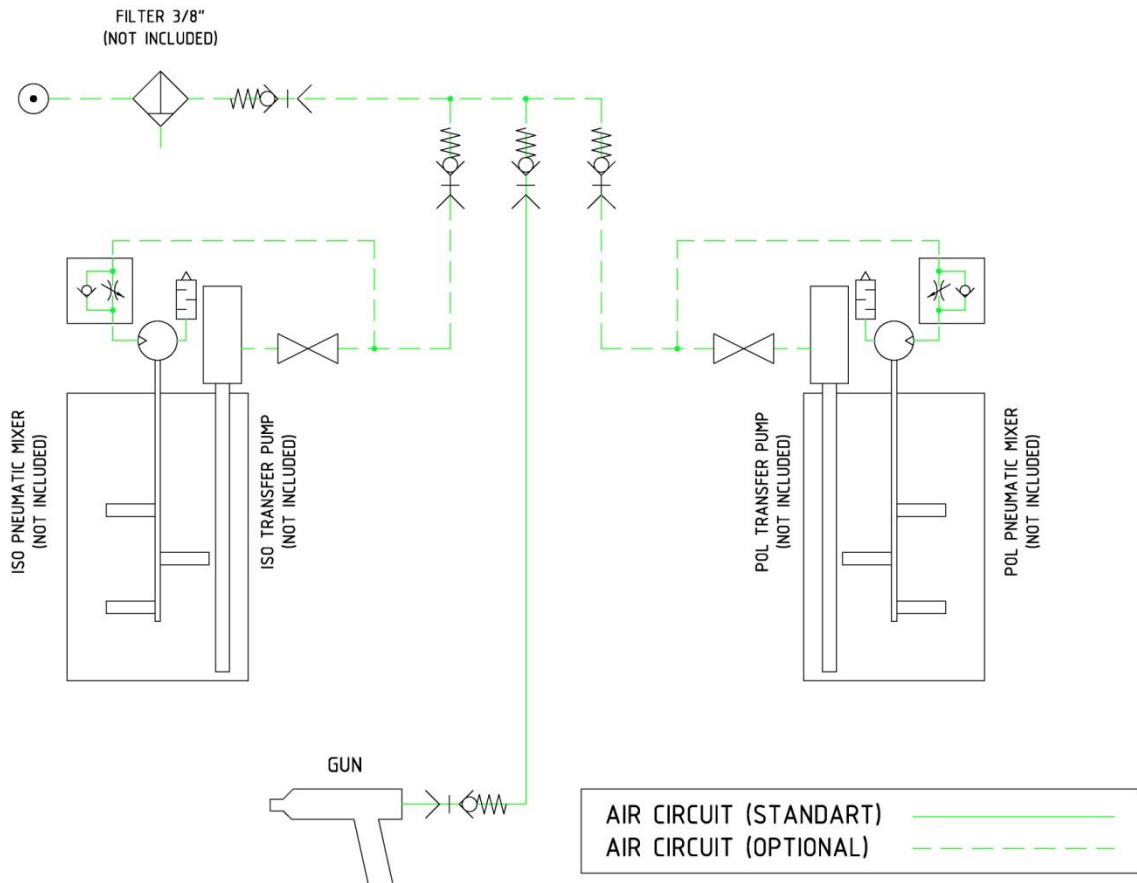 FILTER 3/8"
(NOT INCLUDED)
ISO PNEUMATIC MIXER
(NOT INCLUDED)
ISO TRANSFER PUMP
(NOT INCLUDED)
POL TRANSFER PUMP
(NOT INCLUDED)
POL PNEUMATIC MIXER
(NOT INCLUDED)
GUN
AIR CIRCUIT (STANDART)
AIR CIRCUIT (OPTIONAL)